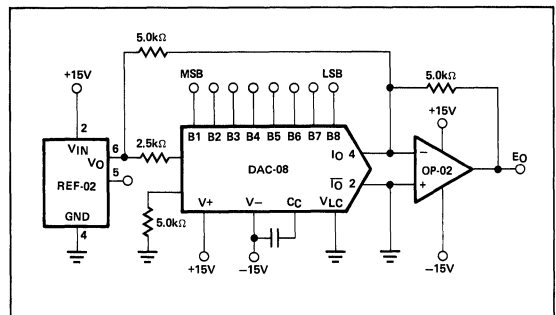 5.0kΩ
+15V
MSB LSB
5.0kΩ
+15V
2
VIN
VO 6
2.5kΩ
B1 B2 B3 B4 B5 B6 B7 B8
IO 4
−
OP-02
EO
REF-02 5
DAC-08
IO 2
+
GND
4
5.0kΩ
V+ V− CC VLC
+15V −15V
−15V